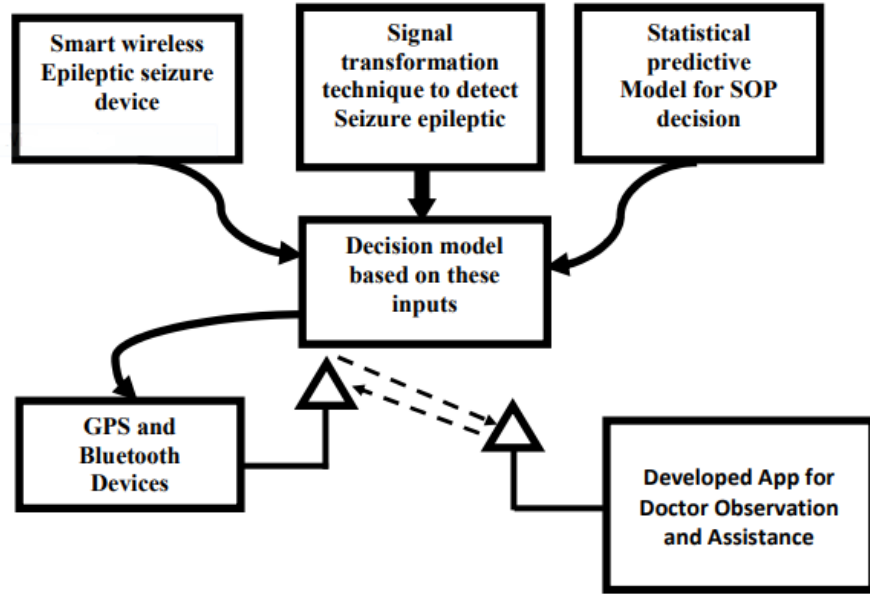 Smart wireless
Epileptic seizure
device
Signal
transformation
technique to detect
Seizure epileptic
Statistical
predictive
Model for SOP
decision
Decision model
based on these
inputs
GPS and
Bluetooth
Devices
Developed App for
Doctor Observation
and Assistance